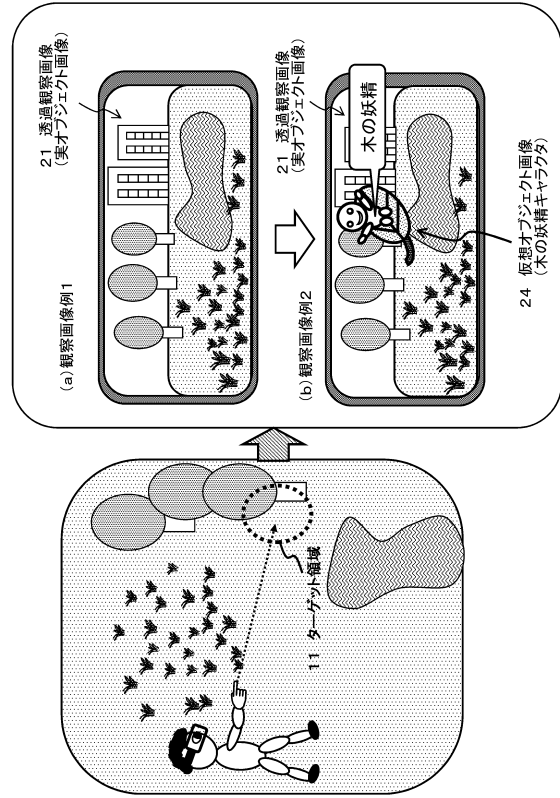 11 ターゲット領域
(a)観察画像例1
21 透過観察画像
(実オブジェクト画像)
(b)観察画像例2
21 透過観察画像
(実オブジェクト画像)
木の妖精
24 仮想オブジェクト画像
(木の妖精キャラクタ)